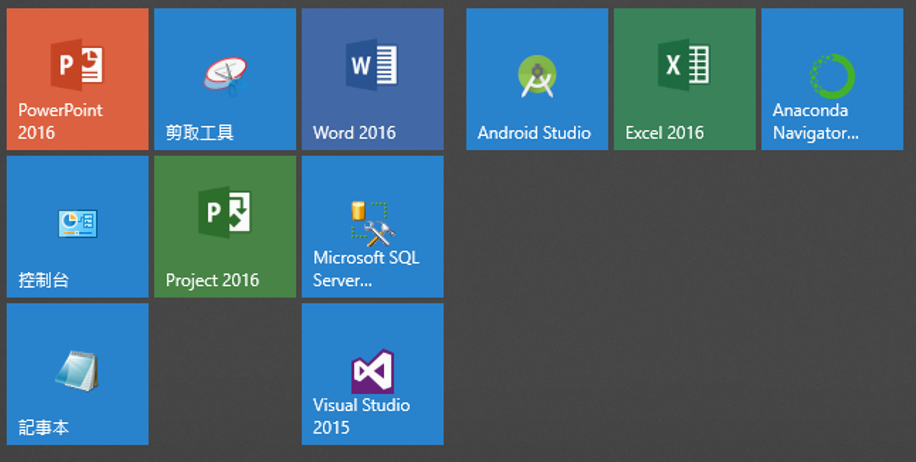 PowerPoint
2016
剪取工具
Word 2016
Android Studio
Excel 2016
Anaconda
Navigator...
控制台
Project 2016
Microsoft SQL
Server...
記事本
Visual Studio
2015